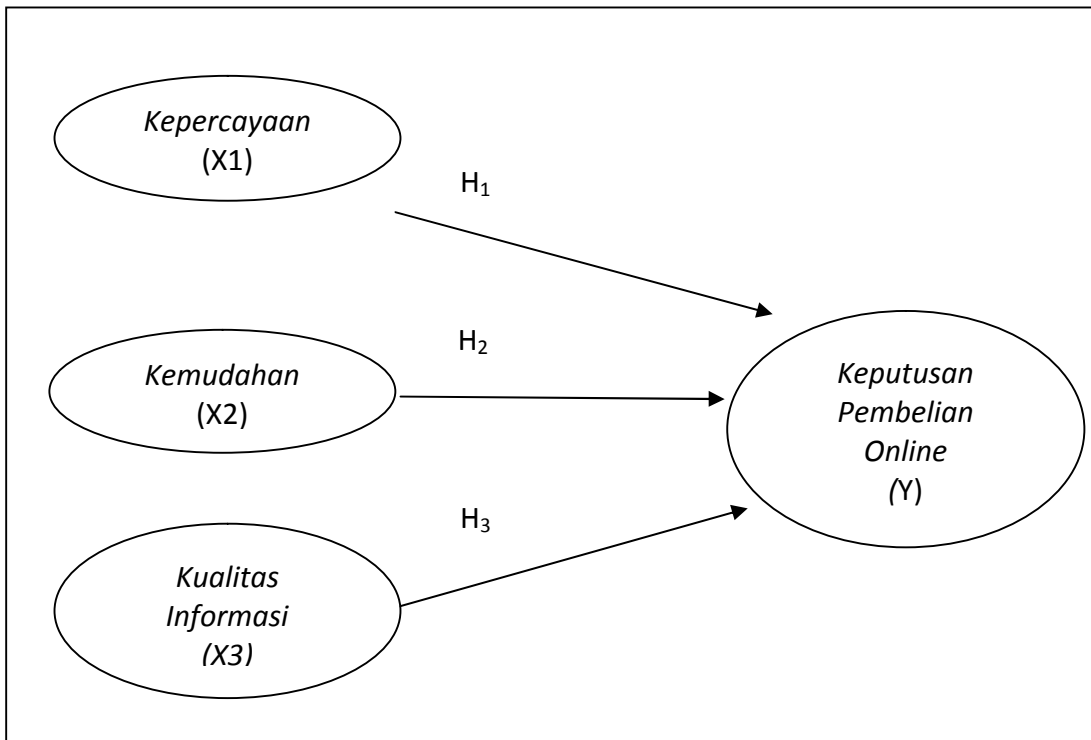 Kepercayaan
(X1)
H₁
H₂
Kemudahan
(X2)
Keputusan
Pembelian
Online
(Y)
H₃
Kualitas
Informasi
(X3)